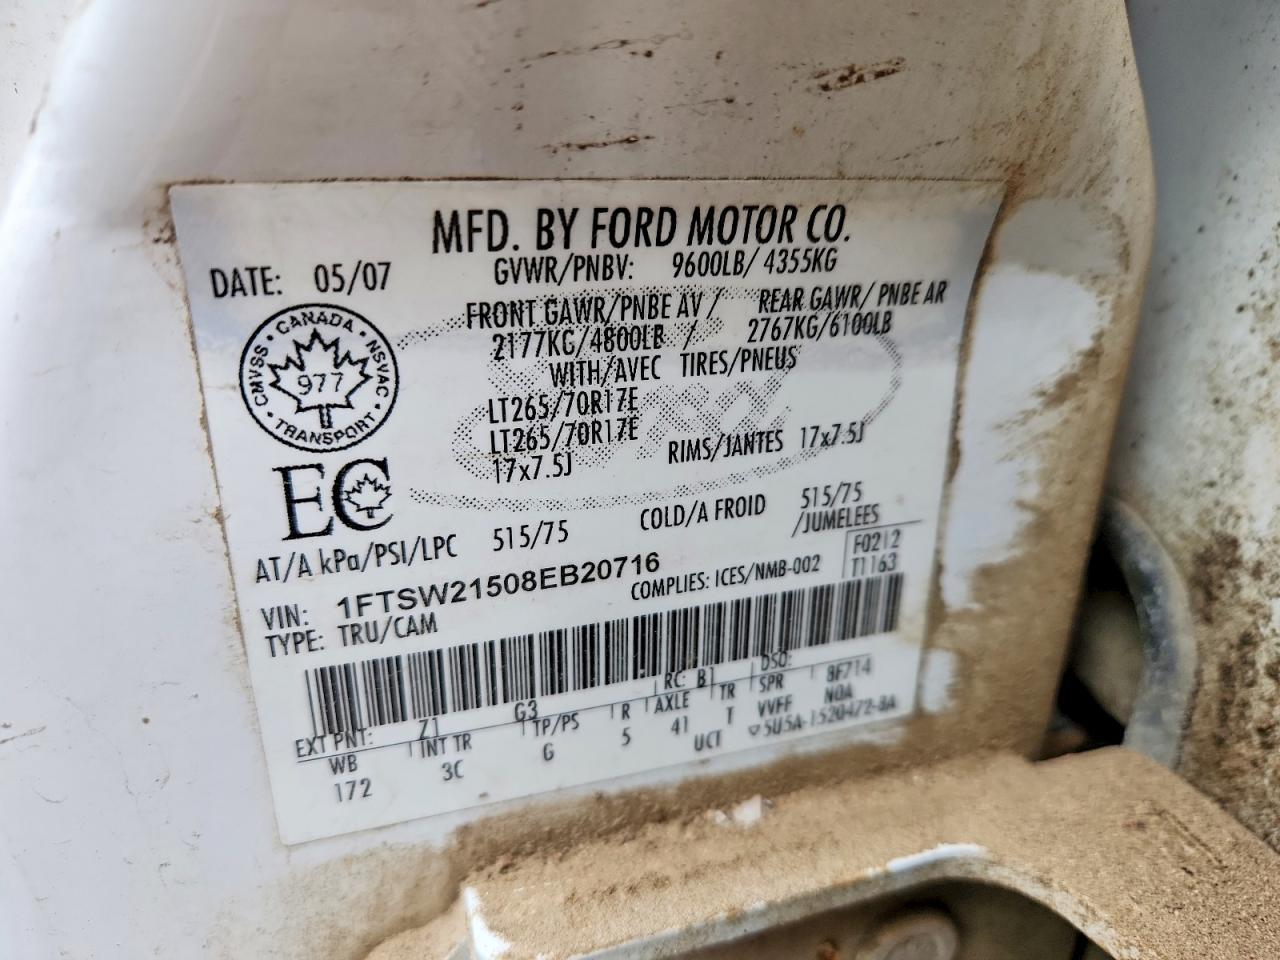 MFD. BY FORD MOTOR CO.
DATE: 05/07 GVWR/PNBV: 9600LB/ 4355KG
FRONT GAWR/PNBE AV / REAR GAWR/ PNBE AR
2177KG/4800LB / 2767KG/6100LB
WITH/AVEC TIRES/PNEUS
LT265/70R17E
LT265/70R17E
17x7.5J RIMS/JANTES 17x7.5J
CANADA · NSVAC · TRANSPORT · CMVSS
977
EC
AT/A kPa/PSI/LPC 515/75 COLD/A FROID 515/75
/JUMELEES
VIN: 1FTSW21508EB20716 COMPLIES: ICES/NMB-002 F0212
TYPE: TRU/CAM T1163
EXT PNT: Z1 G3 RC: B1 DSO:
WB INT TR TP/PS R AXLE TR SPR 8F714
172 3C G 5 41 T VVFF NOA
UCT 5U5A-1520472-BA